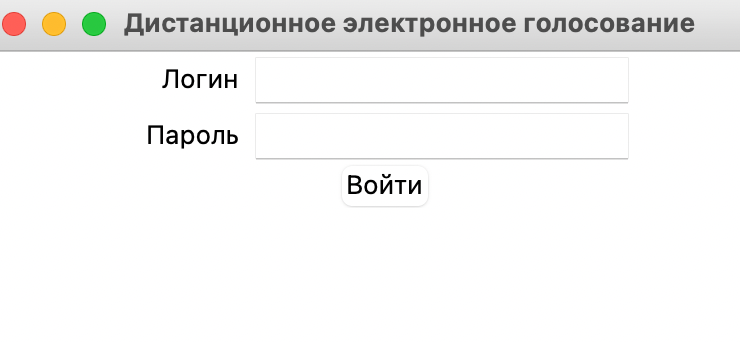 Дистанционное электронное голосование
Логин
Пароль
Войти